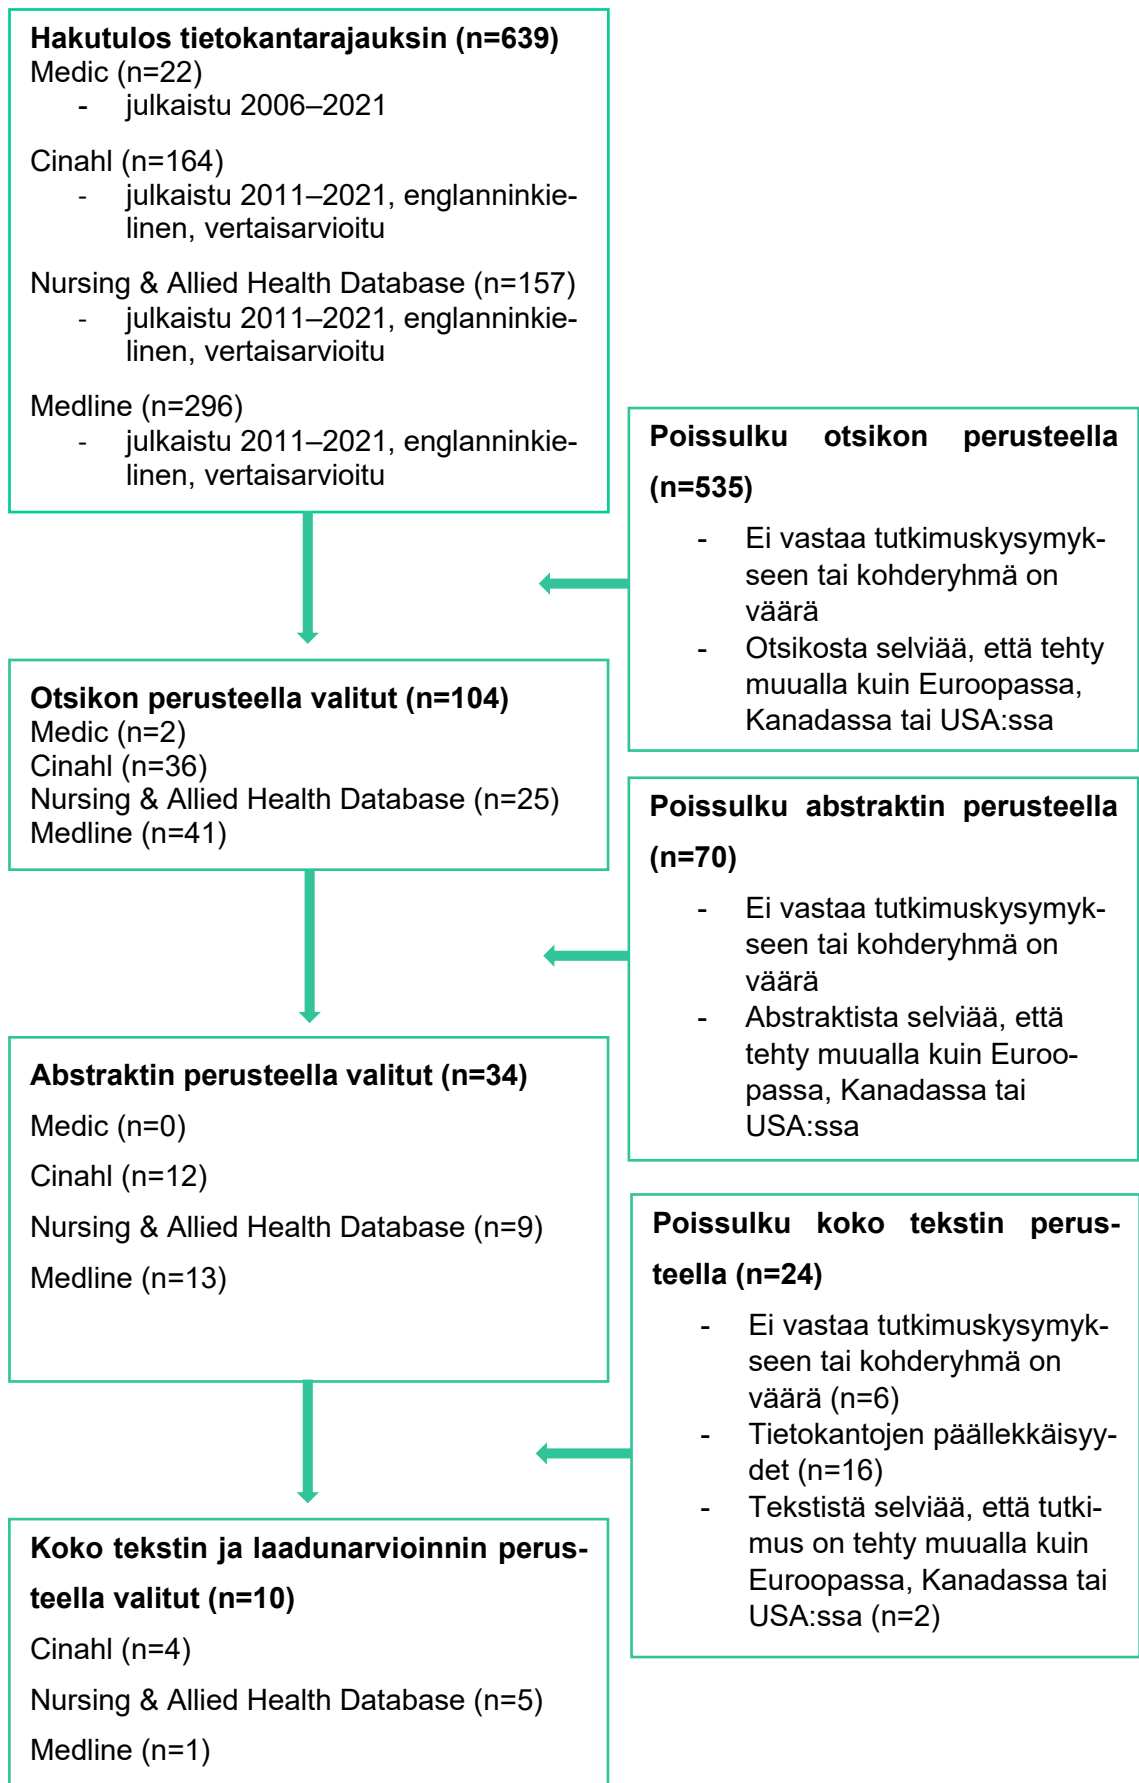 Hakutulos tietokantarajauksin (n=639)
Medic (n=22)
- julkaistu 2006–2021
Cinahl (n=164)
- julkaistu 2011–2021, englanninkie-
linen, vertaisarvioitu
Nursing & Allied Health Database (n=157)
- julkaistu 2011–2021, englanninkie-
linen, vertaisarvioitu
Medline (n=296)
- julkaistu 2011–2021, englanninkie-
linen, vertaisarvioitu
Poissulku otsikon perusteella
(n=535)
- Ei vastaa tutkimuskysymyk-
seen tai kohderyhmä on
väärä
- Otsikosta selviää, että tehty
muualla kuin Euroopassa,
Kanadassa tai USA:ssa
Otsikon perusteella valitut (n=104)
Medic (n=2)
Cinahl (n=36)
Nursing & Allied Health Database (n=25)
Medline (n=41)
Poissulku abstraktin perusteella
(n=70)
- Ei vastaa tutkimuskysymyk-
seen tai kohderyhmä on
väärä
- Abstraktista selviää, että
tehty muualla kuin Euroo-
passa, Kanadassa tai
USA:ssa
Abstraktin perusteella valitut (n=34)
Medic (n=0)
Cinahl (n=12)
Nursing & Allied Health Database (n=9)
Medline (n=13)
Poissulku koko tekstin perus-
teella (n=24)
- Ei vastaa tutkimuskysymyk-
seen tai kohderyhmä on
väärä (n=6)
- Tietokantojen päällekkäisyy-
det (n=16)
- Tekstistä selviää, että tutki-
mus on tehty muualla kuin
Euroopassa, Kanadassa tai
USA:ssa (n=2)
Koko tekstin ja laadunarvioinnin perus-
teella valitut (n=10)
Cinahl (n=4)
Nursing & Allied Health Database (n=5)
Medline (n=1)